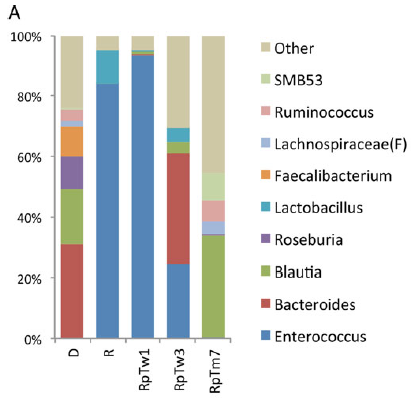 A
100%
80%
60%
40%
20%
0%
D
R
RpTw1
RpTw3
RpTm7
Other
SMB53
Ruminococcus
Lachnospiraceae(F)
Faecalibacterium
Lactobacillus
Roseburia
Blautia
Bacteroides
Enterococcus